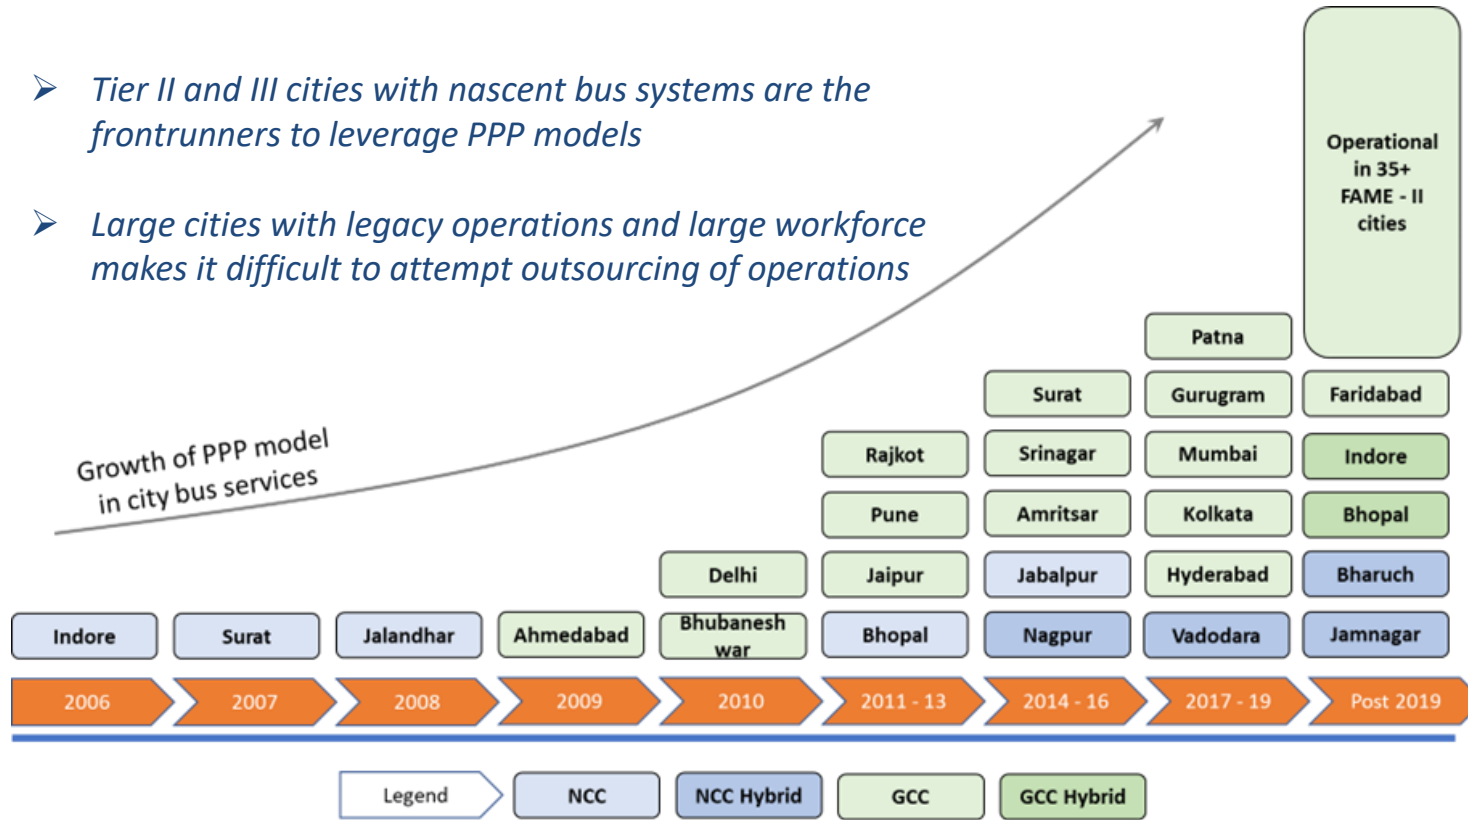 ➢ Tier II and III cities with nascent bus systems are the
frontrunners to leverage PPP models
➢ Large cities with legacy operations and large workforce
makes it difficult to attempt outsourcing of operations
Growth of PPP model
in city bus services
Operational
in 35+
FAME - II
cities
Patna
Surat
Gurugram
Faridabad
Rajkot
Srinagar
Mumbai
Indore
Pune
Amritsar
Kolkata
Bhopal
Delhi
Jaipur
Jabalpur
Hyderabad
Bharuch
Indore
Surat
Jalandhar
Ahmedabad
Bhubanesh
war
Bhopal
Nagpur
Vadodara
Jamnagar
2006
2007
2008
2009
2010
2011 - 13
2014 - 16
2017 - 19
Post 2019
Legend
NCC
NCC Hybrid
GCC
GCC Hybrid